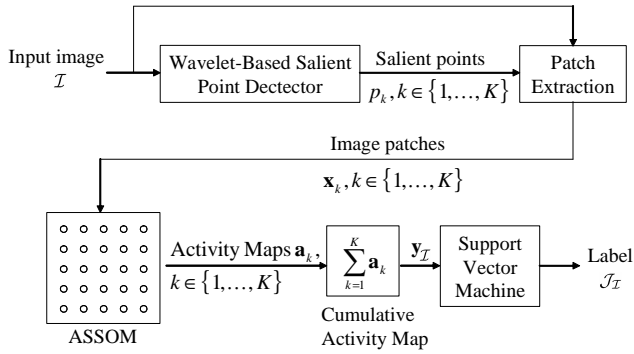 Input image
ℐ
Wavelet-Based Salient
Point Dectector
Salient points
p_k, k ∈ {1,…, K}
Patch
Extraction
Image patches
x_k, k ∈ {1,…, K}
ASSOM
Activity Maps a_k,
k ∈ {1,…, K}
∑_{k=1}^{K} a_k
Cumulative
Activity Map
y_ℐ
Support
Vector
Machine
Label
𝒥_ℐ